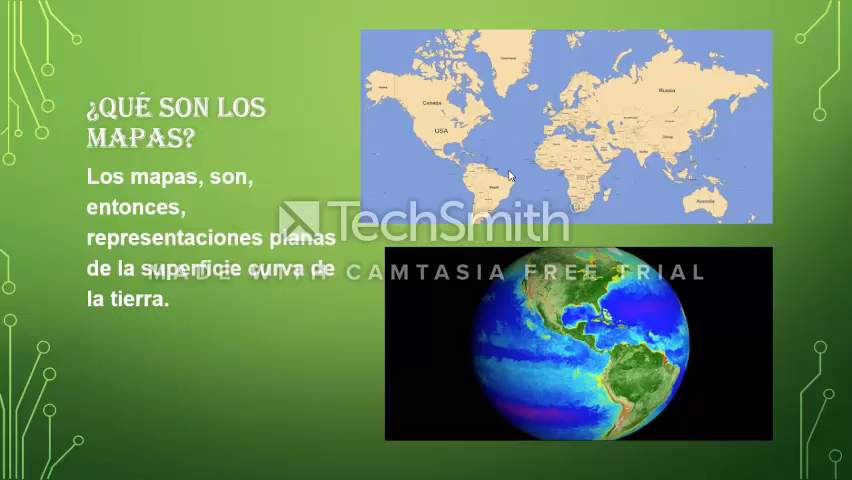 ¿QUÉ SON LOS
MAPAS?
Los mapas, son,
entonces,
representaciones planas
de la superficie curva de
la tierra.
Canada
USA
Russia
China
India
Brazil
Australia
TechSmith
MADE WITH CAMTASIA FREE TRIAL